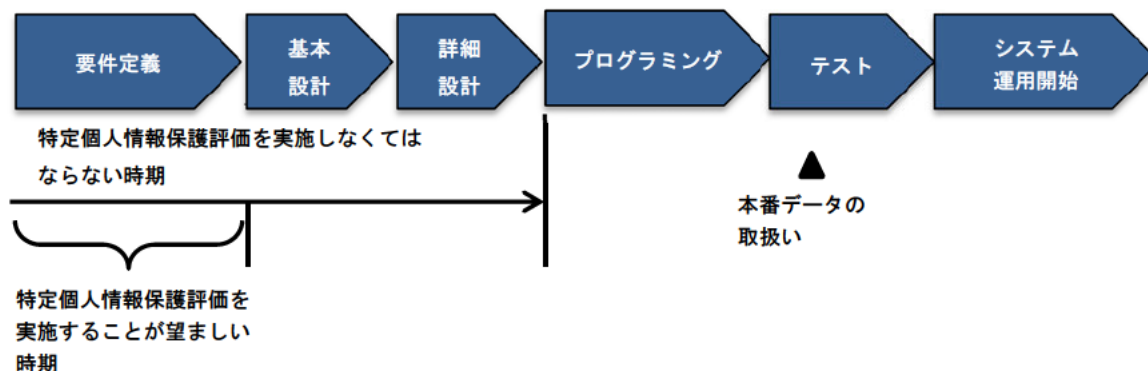 要件定義
基本
設計
詳細
設計
プログラミング
テスト
システム
運用開始
特定個人情報保護評価を実施しなくては
ならない時期
本番データの
取扱い
特定個人情報保護評価を
実施することが望ましい
時期